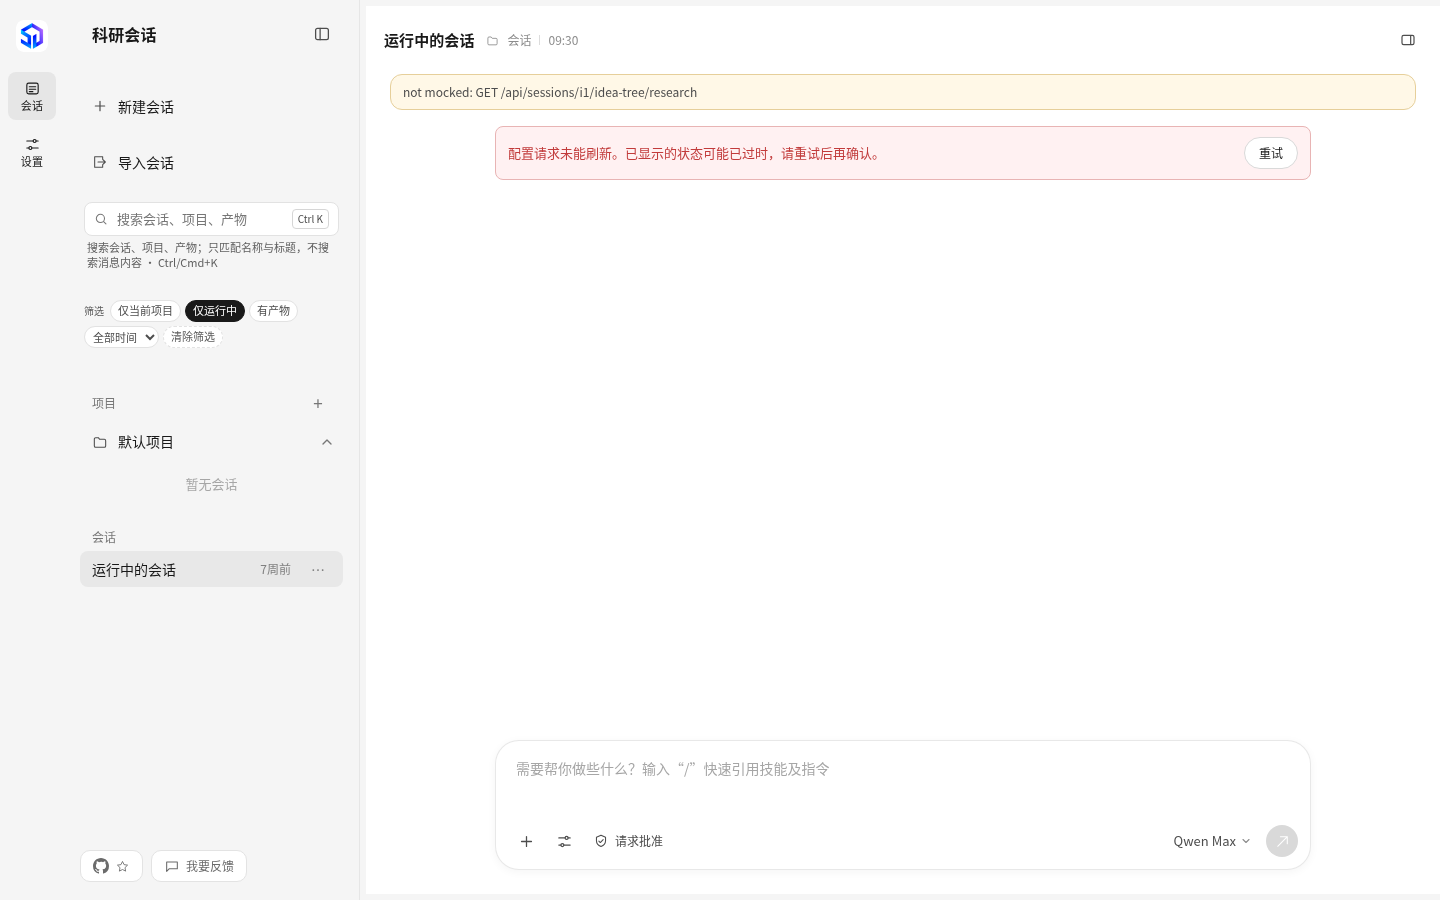 科研会话
会话
设置
新建会话
导入会话
搜索会话、项目、产物
Ctrl K
搜索会话、项目、产物；只匹配名称与标题，不搜
索消息内容 · Ctrl/Cmd+K
筛选
仅当前项目
仅运行中
有产物
全部时间
清除筛选
项目
默认项目
暂无会话
会话
运行中的会话
7周前
我要反馈
运行中的会话
会话
09:30
not mocked: GET /api/sessions/i1/idea-tree/research
配置请求未能刷新。已显示的状态可能已过时，请重试后再确认。
重试
需要帮你做些什么？输入“/”快速引用技能及指令
请求批准
Qwen Max